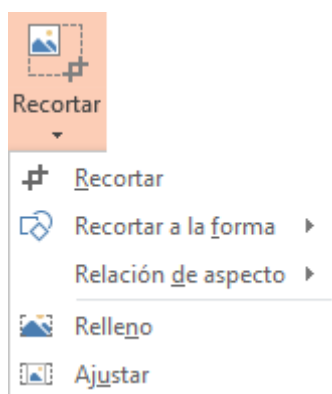 Recortar
Recortar
Recortar a la forma
Relación de aspecto
Relleno
Ajustar